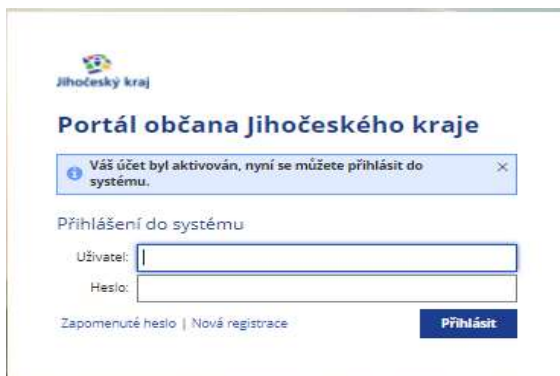 Jihočeský kraj
Portál občana Jihočeského kraje
Váš účet byl aktivován, nyní se můžete přihlásit do
systému.
Přihlášení do systému
Uživatel:
Heslo:
Zapomenuté heslo | Nová registrace
Přihlásit